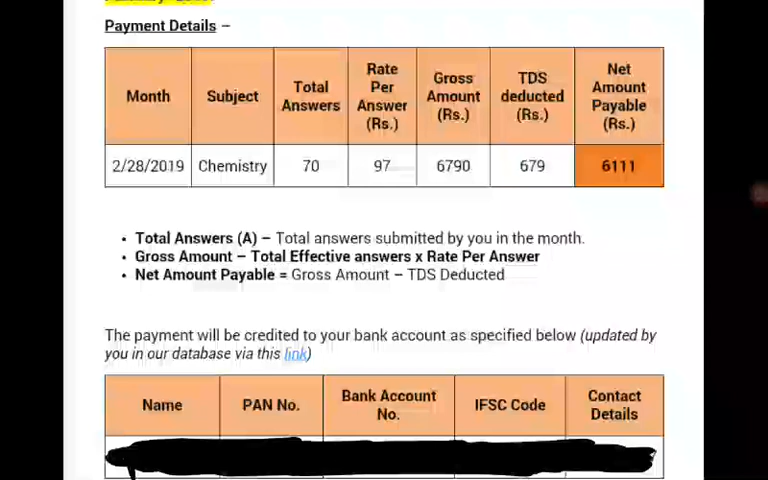 Payment Details –
Month Subject Total Answers Rate Per Answer (Rs.) Gross Amount (Rs.) TDS deducted (Rs.) Net Amount Payable (Rs.)
2/28/2019 Chemistry 70 97 6790 679 6111
• Total Answers (A) – Total answers submitted by you in the month.
• Gross Amount – Total Effective answers x Rate Per Answer
• Net Amount Payable = Gross Amount – TDS Deducted
The payment will be credited to your bank account as specified below (updated by
you in our database via this link)
Name PAN No. Bank Account No. IFSC Code Contact Details